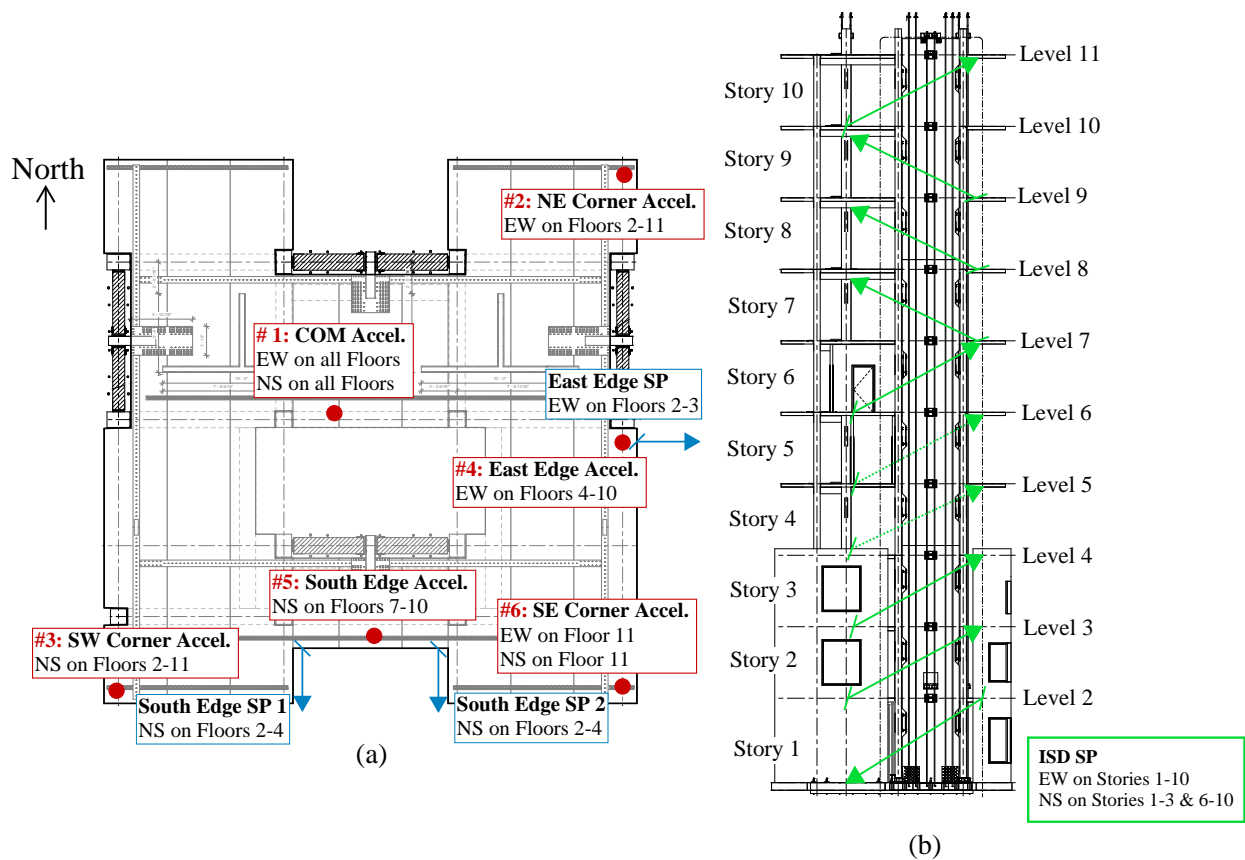 North
#2: NE Corner Accel.
EW on Floors 2-11
# 1: COM Accel.
EW on all Floors
NS on all Floors
East Edge SP
EW on Floors 2-3
#4: East Edge Accel.
EW on Floors 4-10
#5: South Edge Accel.
NS on Floors 7-10
#6: SE Corner Accel.
EW on Floor 11
NS on Floor 11
#3: SW Corner Accel.
NS on Floors 2-11
South Edge SP 1
NS on Floors 2-4
South Edge SP 2
NS on Floors 2-4
(a)
Level 11
Story 10
Level 10
Story 9
Level 9
Story 8
Level 8
Story 7
Level 7
Story 6
Level 6
Story 5
Level 5
Story 4
Level 4
Story 3
Level 3
Story 2
Level 2
Story 1
ISD SP
EW on Stories 1-10
NS on Stories 1-3 & 6-10
(b)